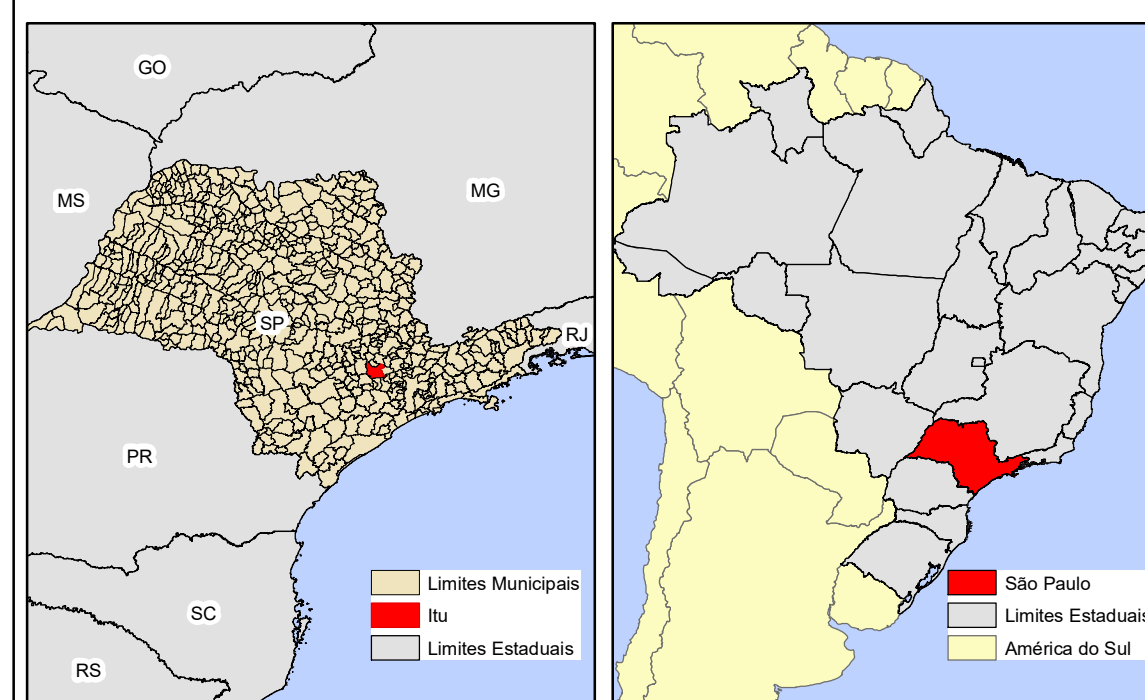 GO
MS
MG
SP
RJ
PR
SC
RS
Limites Municipais
Itu
Limites Estaduais
São Paulo
Limites Estaduais
América do Sul